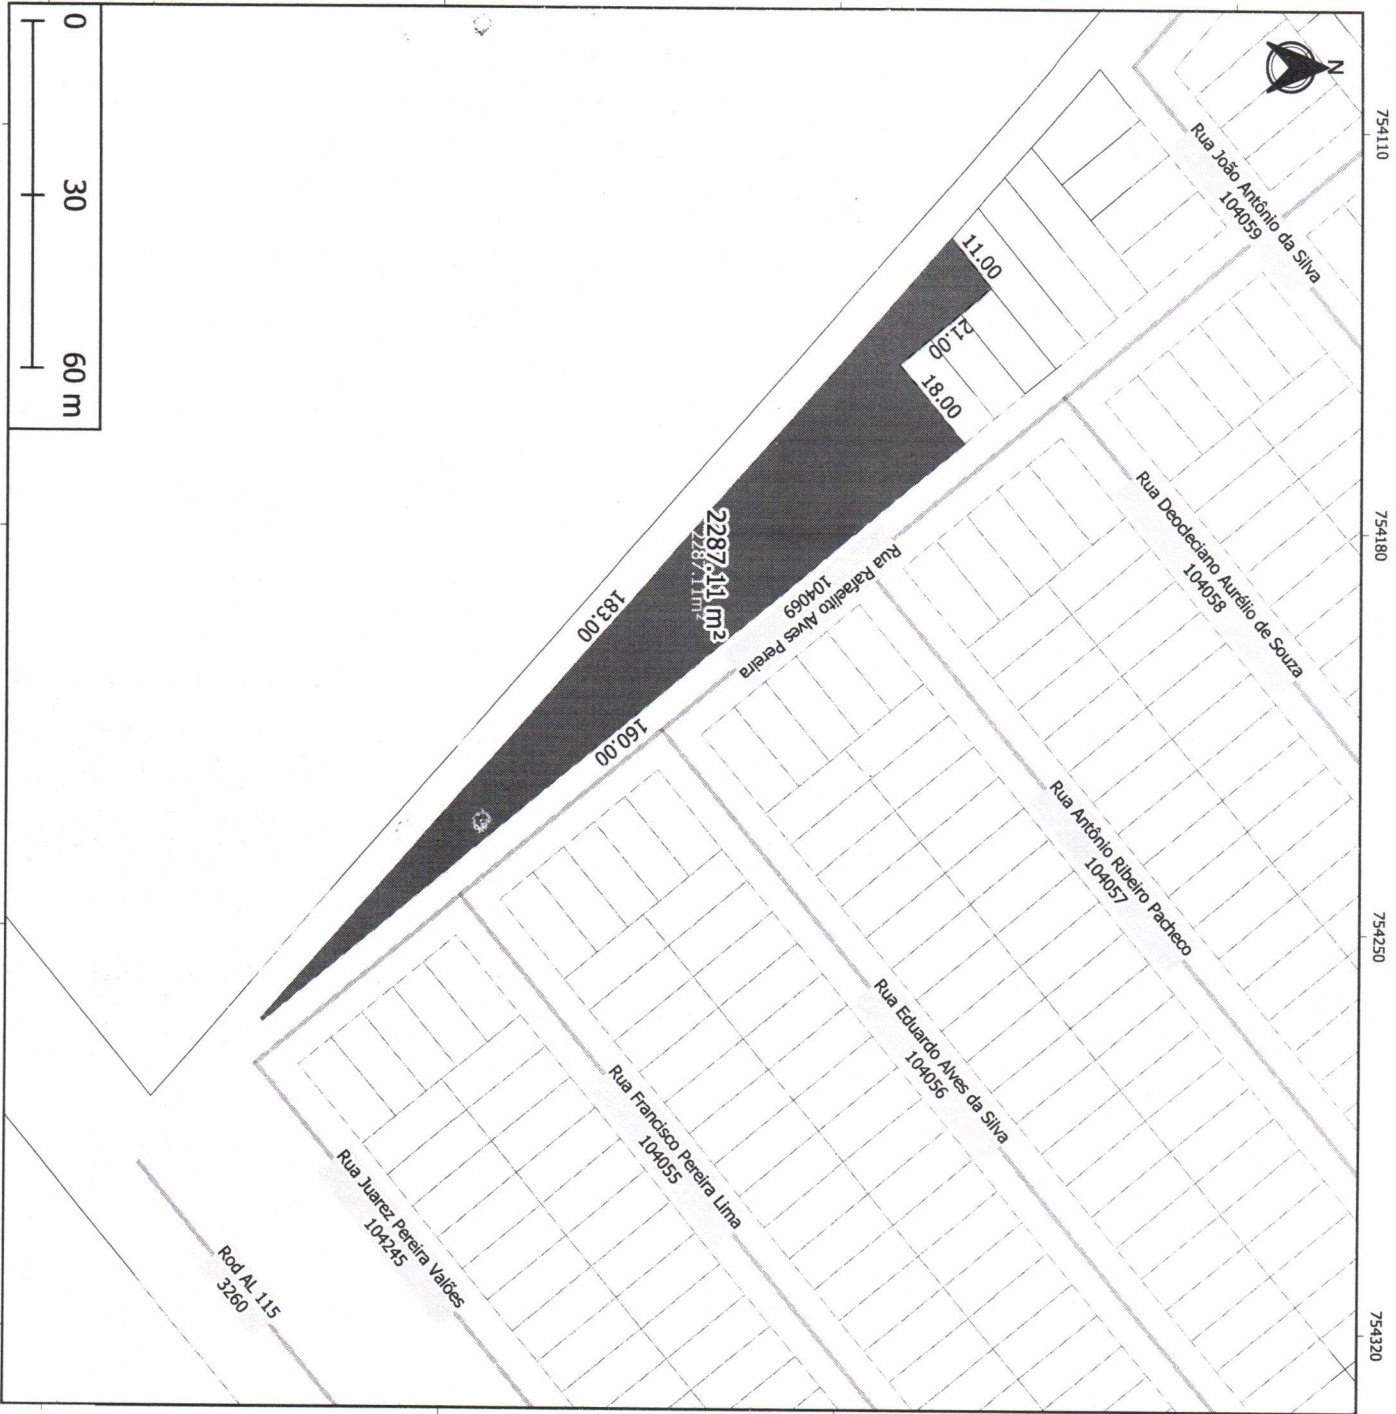 N
754110
754180
754250
754320
Rua João Antônio da Silva
104059
Rua Deodeciano Aurélio de Souza
104058
Rua Antônio Ribeiro Pacheco
104057
Rua Eduardo Alves da Silva
104056
Rua Francisco Pereira Lima
104055
Rua Juarez Pereira Valões
104245
Rod AL 115
3260
Rua Rafaelito Alves Pereira
104069
11.00
21.00
18.00
2287.11 m²
2287.11m²
183.00
160.00
0 30 60 m